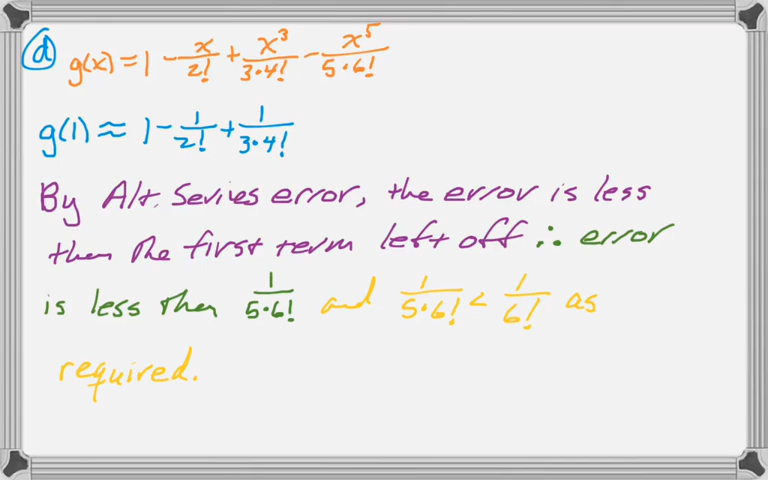 d g(x) = 1 - x/2! + x^3/3·4! - x^5/5·6!
g(1) ≈ 1 - 1/2! + 1/3·4!
By Alt. Series error, the error is less
then the first term left off ∴ error
is less then 1/5·6! and 1/5·6! < 1/6! as
required.